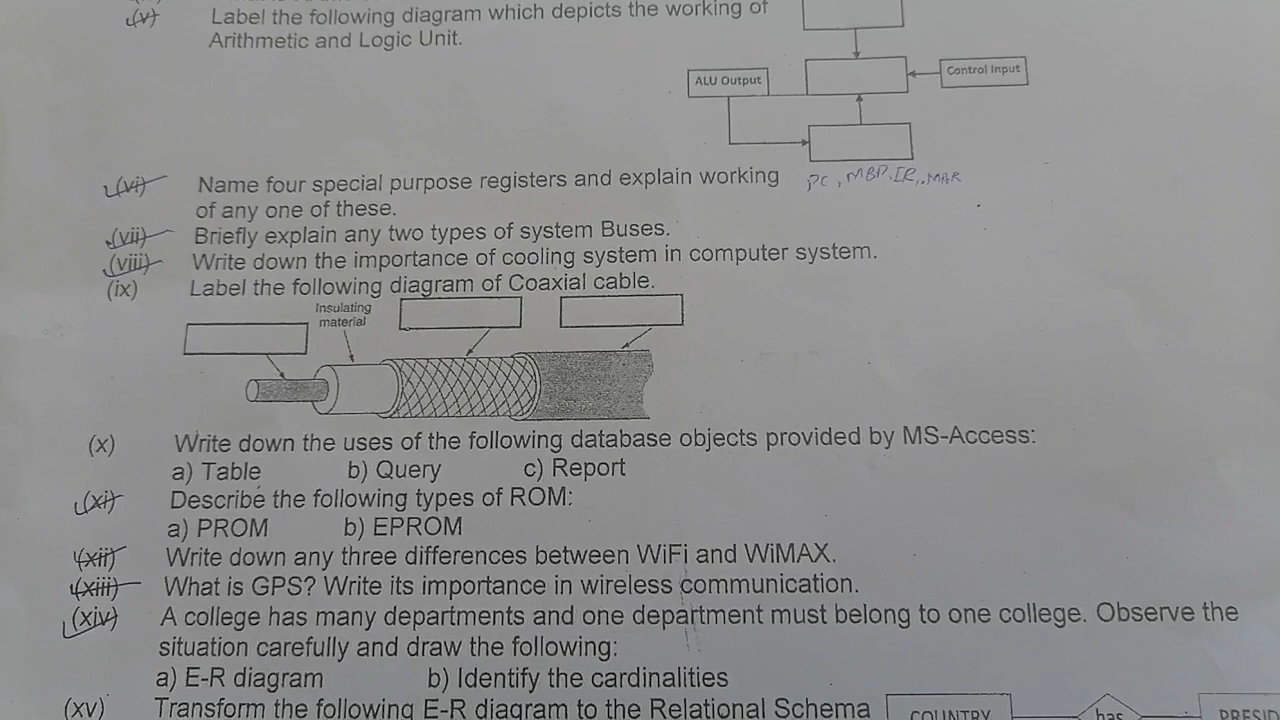 (v) Label the following diagram which depicts the working of
Arithmetic and Logic Unit.
ALU Output
Control Input
(vi) Name four special purpose registers and explain working
PC, MBP, IR, MAR
of any one of these.
(vii) Briefly explain any two types of system Buses.
(viii) Write down the importance of cooling system in computer system.
(ix) Label the following diagram of Coaxial cable.
Insulating
material
(x) Write down the uses of the following database objects provided by MS-Access:
a) Table b) Query c) Report
(xi) Describe the following types of ROM:
a) PROM b) EPROM
(xii) Write down any three differences between WiFi and WiMAX.
(xiii) What is GPS? Write its importance in wireless communication.
(xiv) A college has many departments and one department must belong to one college. Observe the
situation carefully and draw the following:
a) E-R diagram b) Identify the cardinalities
(xv) Transform the following E-R diagram to the Relational Schema
COUNTRY has PRESID